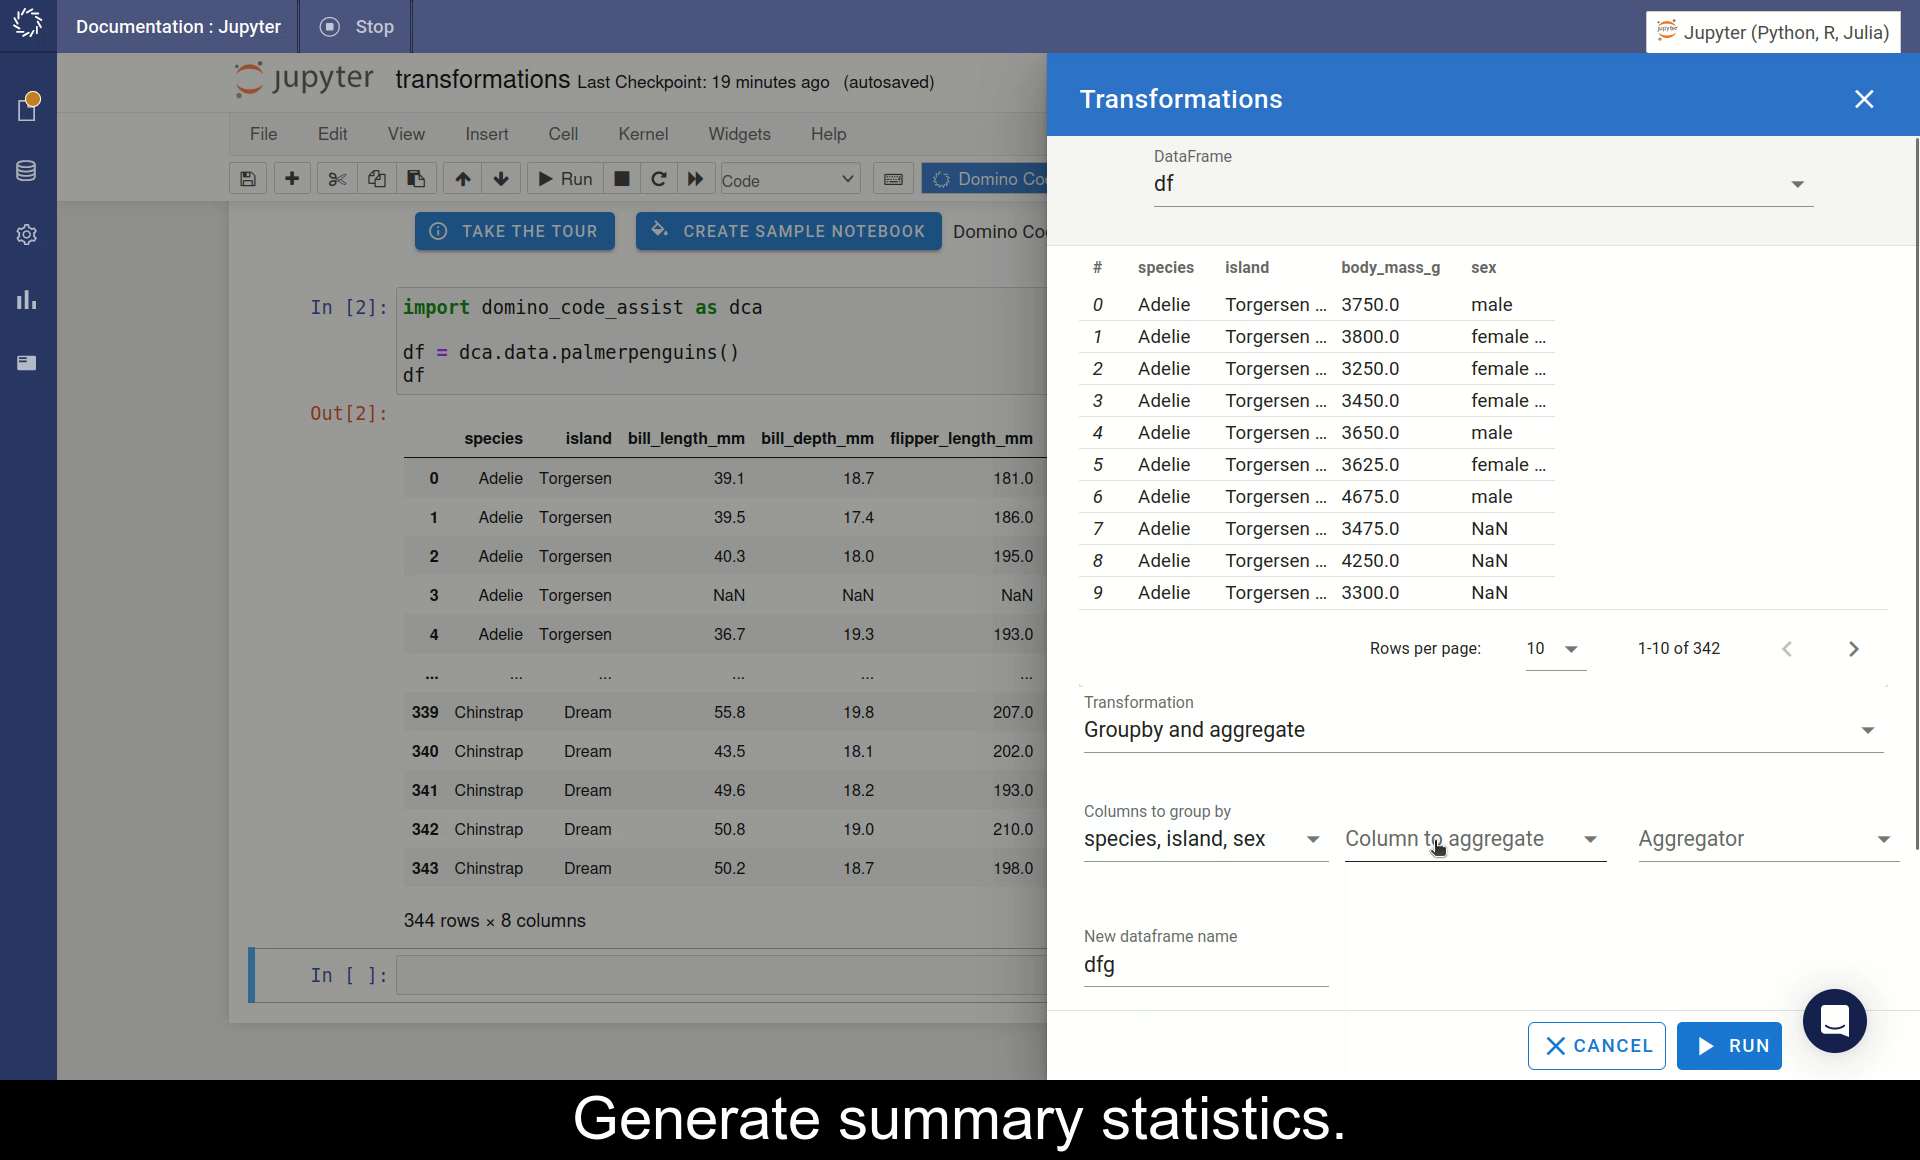 Documentation : Jupyter
Stop
Jupyter (Python, R, Julia)
jupyter transformations Last Checkpoint: 19 minutes ago (autosaved)
File Edit View Insert Cell Kernel Widgets Help
Run Code Domino Co
TAKE THE TOUR CREATE SAMPLE NOTEBOOK Domino Co
In [2]: import domino_code_assist as dca
df = dca.data.palmerpenguins()
df
Out[2]:
species island bill_length_mm bill_depth_mm flipper_length_mm
0 Adelie Torgersen 39.1 18.7 181.0
1 Adelie Torgersen 39.5 17.4 186.0
2 Adelie Torgersen 40.3 18.0 195.0
3 Adelie Torgersen NaN NaN NaN
4 Adelie Torgersen 36.7 19.3 193.0
... ... ... ... ... ...
339 Chinstrap Dream 55.8 19.8 207.0
340 Chinstrap Dream 43.5 18.1 202.0
341 Chinstrap Dream 49.6 18.2 193.0
342 Chinstrap Dream 50.8 19.0 210.0
343 Chinstrap Dream 50.2 18.7 198.0
344 rows × 8 columns
In [ ]:
Transformations
DataFrame
df
# species island body_mass_g sex
0 Adelie Torgersen ... 3750.0 male
1 Adelie Torgersen ... 3800.0 female ...
2 Adelie Torgersen ... 3250.0 female ...
3 Adelie Torgersen ... 3450.0 female ...
4 Adelie Torgersen ... 3650.0 male
5 Adelie Torgersen ... 3625.0 female ...
6 Adelie Torgersen ... 4675.0 male
7 Adelie Torgersen ... 3475.0 NaN
8 Adelie Torgersen ... 4250.0 NaN
9 Adelie Torgersen ... 3300.0 NaN
Rows per page: 10 1-10 of 342
Transformation
Groupby and aggregate
Columns to group by
species, island, sex Column to aggregate Aggregator
New dataframe name
dfg
CANCEL RUN
Generate summary statistics.